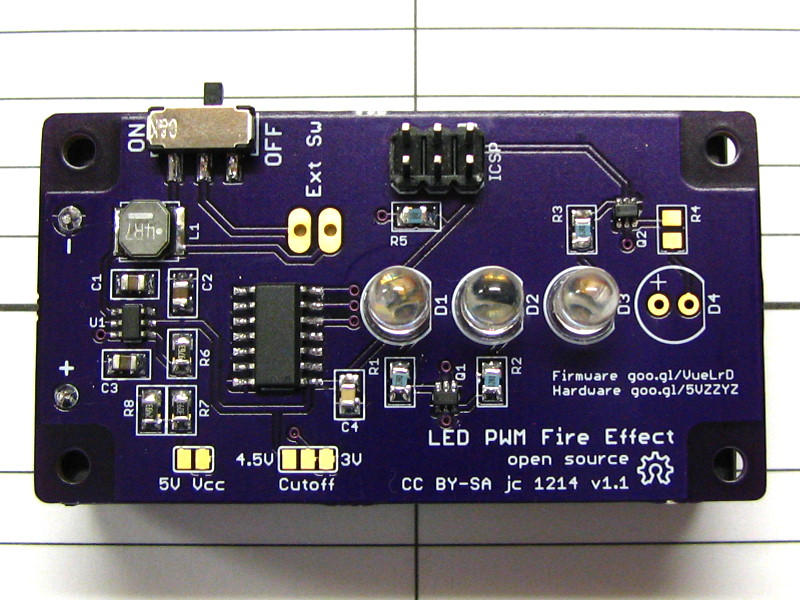 ON
OFF
Ext Sw
ICSP
R3
R4
Q2
R5
4R7
L1
-
C1
C2
U1
R6
+
C3
R8
R7
D1
D2
D3
+
D4
R1
Q1
R2
C4
Firmware goo.gl/VueLrD
Hardware goo.gl/5VZZYZ
LED PWM Fire Effect
open source
CC BY-SA jc 1214 v1.1
4.5V
3V
Cutoff
5V Vcc